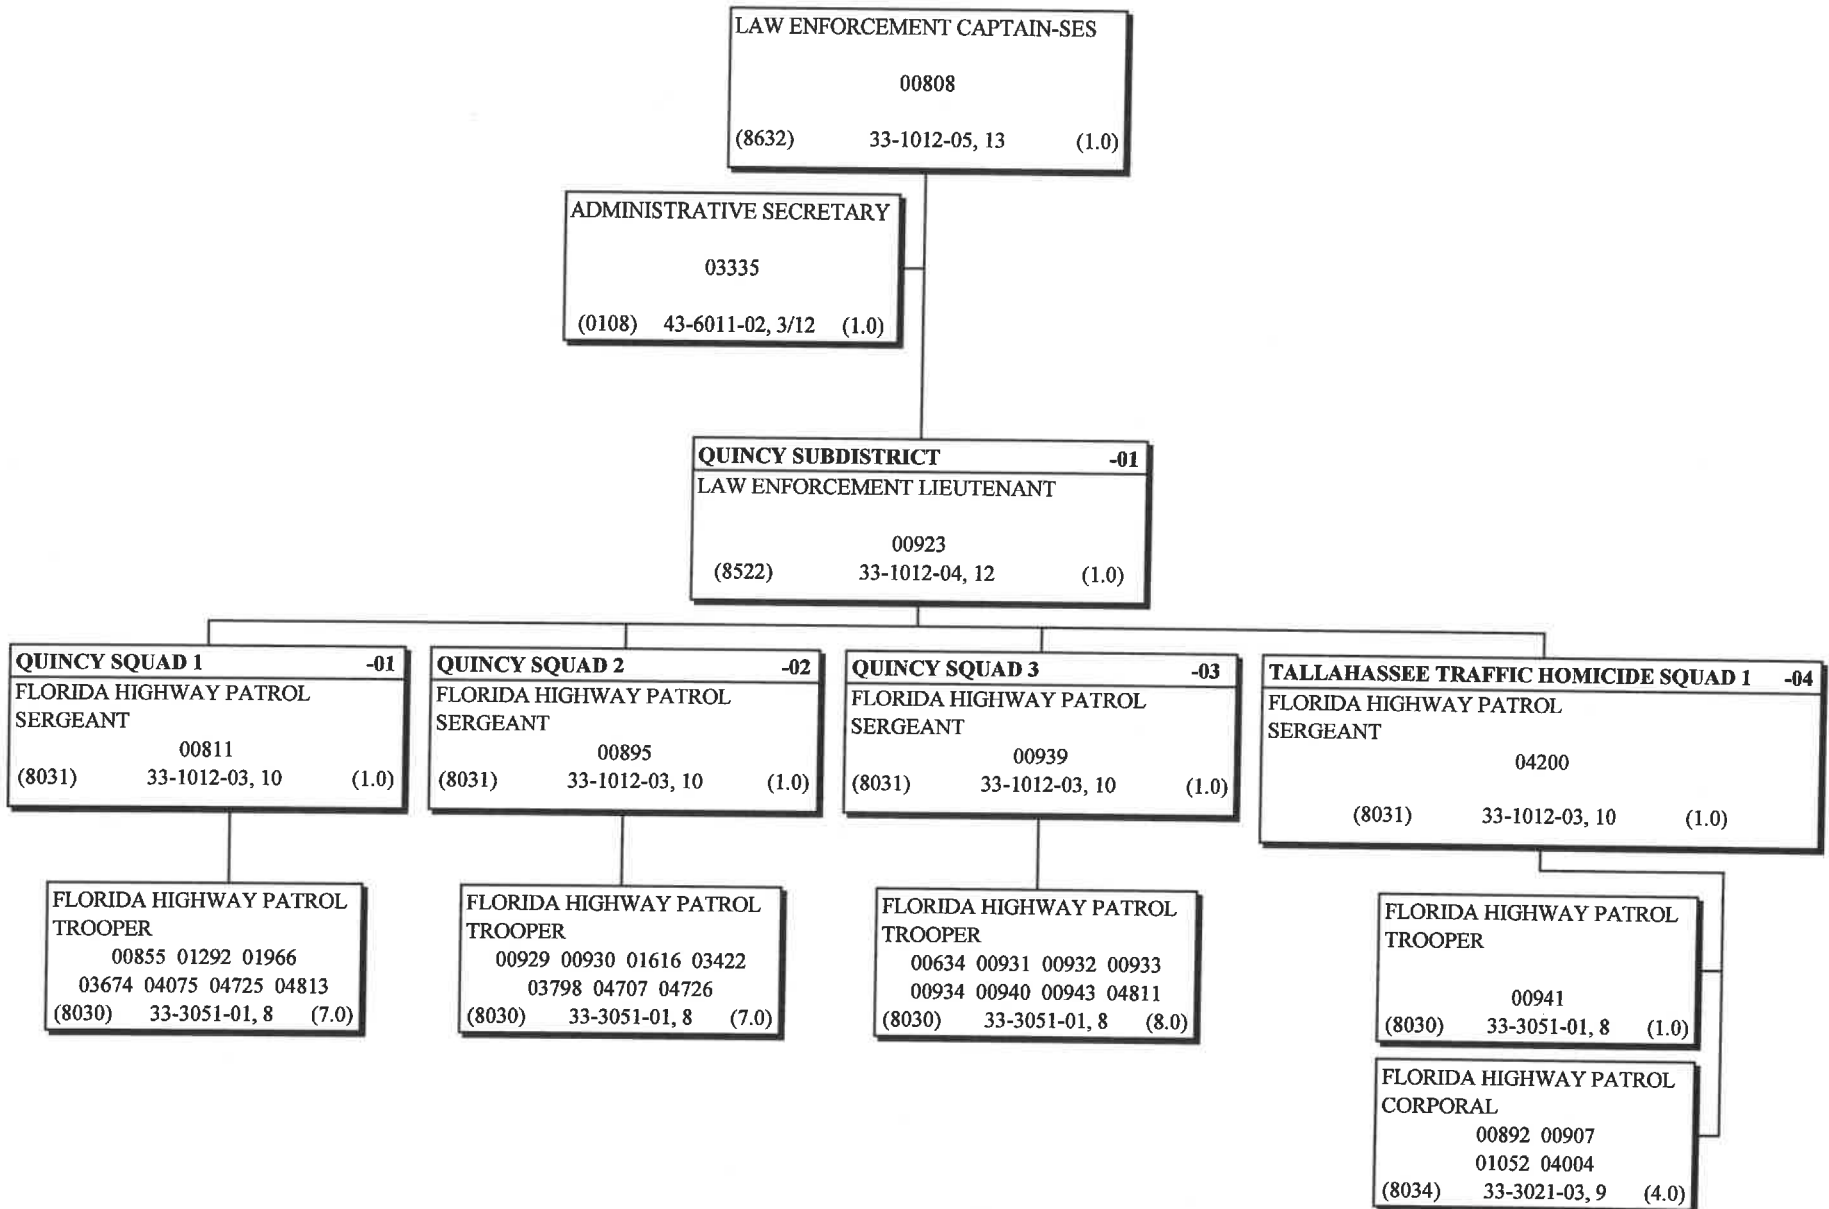 LAW ENFORCEMENT CAPTAIN-SES
00808
(8632) 33-1012-05, 13 (1.0)
ADMINISTRATIVE SECRETARY
03335
(0108) 43-6011-02, 3/12 (1.0)
QUINCY SUBDISTRICT -01
LAW ENFORCEMENT LIEUTENANT
00923
(8522) 33-1012-04, 12 (1.0)
QUINCY SQUAD 1 -01
FLORIDA HIGHWAY PATROL
SERGEANT
00811
(8031) 33-1012-03, 10 (1.0)
QUINCY SQUAD 2 -02
FLORIDA HIGHWAY PATROL
SERGEANT
00895
(8031) 33-1012-03, 10 (1.0)
QUINCY SQUAD 3 -03
FLORIDA HIGHWAY PATROL
SERGEANT
00939
(8031) 33-1012-03, 10 (1.0)
TALLAHASSEE TRAFFIC HOMICIDE SQUAD 1 -04
FLORIDA HIGHWAY PATROL
SERGEANT
04200
(8031) 33-1012-03, 10 (1.0)
FLORIDA HIGHWAY PATROL
TROOPER
00855 01292 01966
03674 04075 04725 04813
(8030) 33-3051-01, 8 (7.0)
FLORIDA HIGHWAY PATROL
TROOPER
00929 00930 01616 03422
03798 04707 04726
(8030) 33-3051-01, 8 (7.0)
FLORIDA HIGHWAY PATROL
TROOPER
00634 00931 00932 00933
00934 00940 00943 04811
(8030) 33-3051-01, 8 (8.0)
FLORIDA HIGHWAY PATROL
TROOPER
00941
(8030) 33-3051-01, 8 (1.0)
FLORIDA HIGHWAY PATROL
CORPORAL
00892 00907
01052 04004
(8034) 33-3021-03, 9 (4.0)